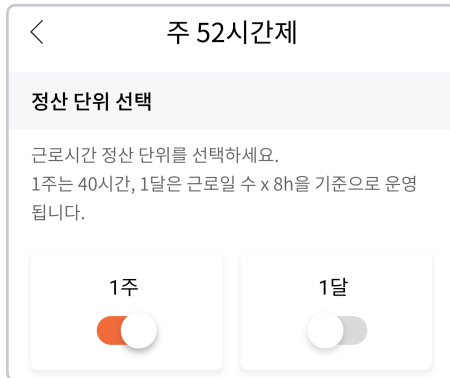 주 52시간제
정산 단위 선택
근로시간 정산 단위를 선택하세요.
1주는 40시간, 1달은 근로일 수 x 8h을 기준으로 운영
됩니다.
1주
1달